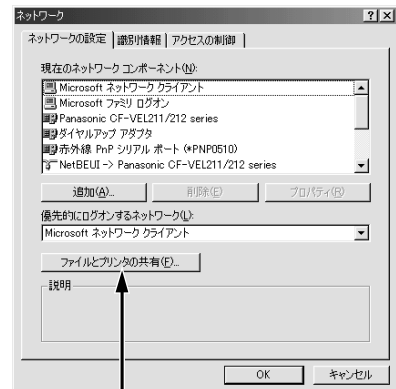 ネットワーク
ネットワークの設定 識別情報 アクセスの制御
現在のネットワーク コンポーネント(N):
Microsoft ネットワーク クライアント
Microsoft ファミリ ログオン
Panasonic CF-VEL211/212 series
ダイヤルアップ アダプタ
赤外線 PnP シリアル ポート (*PNP0510)
NetBEUI -> Panasonic CF-VEL211/212 series
追加(A)... 削除(E) プロパティ(R)
優先的にログオンするネットワーク(L):
Microsoft ネットワーク クライアント
ファイルとプリンタの共有(F)...
説明
OK キャンセル